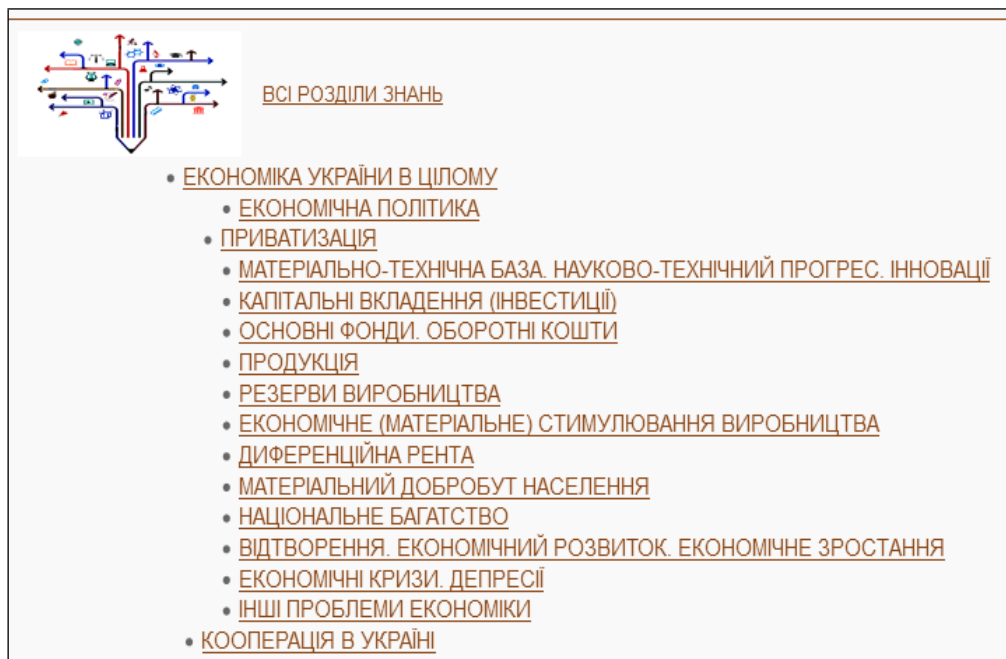 ВСІ РОЗДІЛИ ЗНАНЬ
ЕКОНОМІКА УКРАЇНИ В ЦІЛОМУ
ЕКОНОМІЧНА ПОЛІТИКА
ПРИВАТИЗАЦІЯ
МАТЕРІАЛЬНО-ТЕХНІЧНА БАЗА. НАУКОВО-ТЕХНІЧНИЙ ПРОГРЕС. ІННОВАЦІЇ
КАПІТАЛЬНІ ВКЛАДЕННЯ (ІНВЕСТИЦІЇ)
ОСНОВНІ ФОНДИ. ОБОРОТНІ КОШТИ
ПРОДУКЦІЯ
РЕЗЕРВИ ВИРОБНИЦТВА
ЕКОНОМІЧНЕ (МАТЕРІАЛЬНЕ) СТИМУЛЮВАННЯ ВИРОБНИЦТВА
ДИФЕРЕНЦІЙНА РЕНТА
МАТЕРІАЛЬНИЙ ДОБРОБУТ НАСЕЛЕННЯ
НАЦІОНАЛЬНЕ БАГАТСТВО
ВІДТВОРЕННЯ. ЕКОНОМІЧНИЙ РОЗВИТОК. ЕКОНОМІЧНЕ ЗРОСТАННЯ
ЕКОНОМІЧНІ КРИЗИ. ДЕПРЕСІЇ
ІНШІ ПРОБЛЕМИ ЕКОНОМІКИ
КООПЕРАЦІЯ В УКРАЇНІ